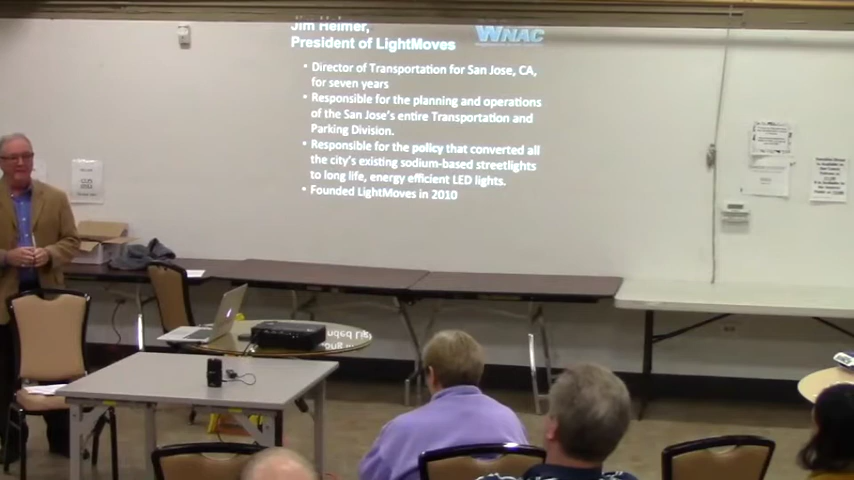 Jim Helmer,
President of LightMoves
WNAC
• Director of Transportation for San Jose, CA,
for seven years
• Responsible for the planning and operations
of the San Jose's entire Transportation and
Parking Division.
• Responsible for the policy that converted all
the city's existing sodium-based streetlights
to long life, energy efficient LED lights.
• Founded LightMoves in 2010